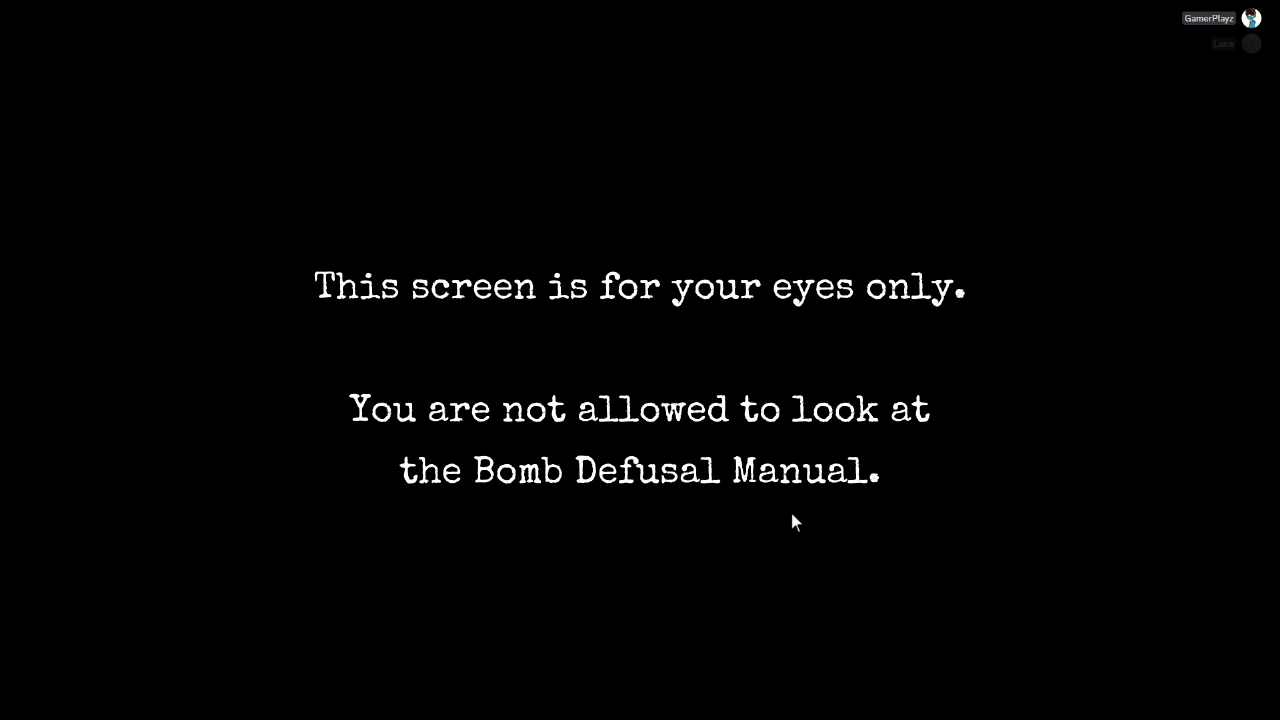 GamerPlayz
Luna
This screen is for your eyes only.
You are not allowed to look at
the Bomb Defusal Manual.